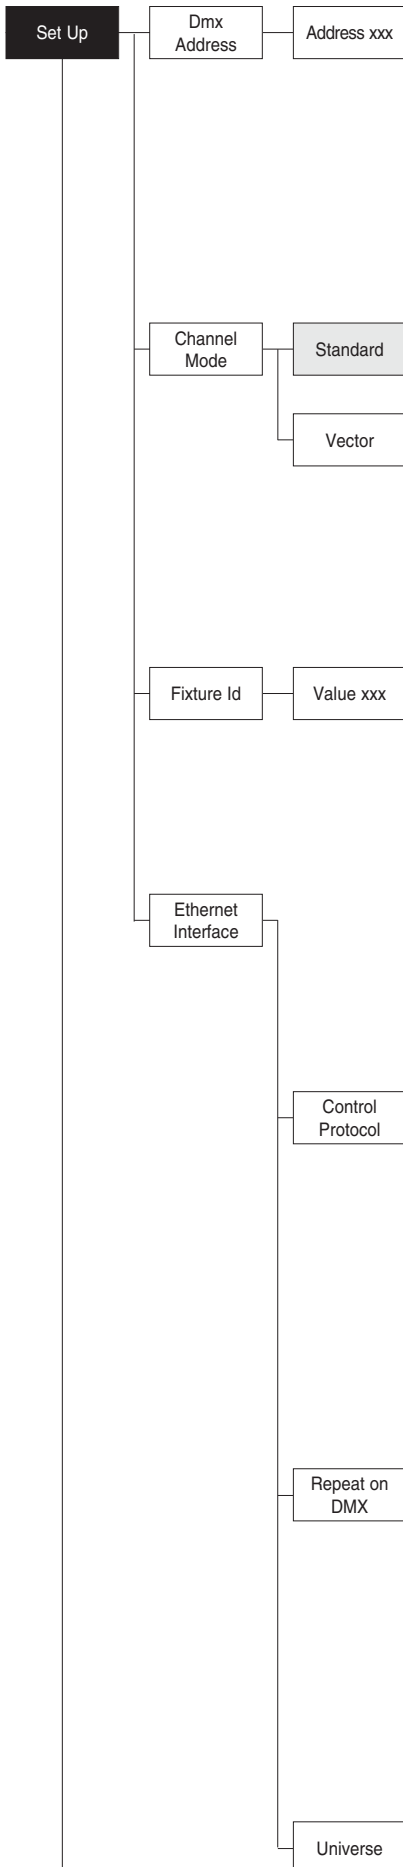 Set Up
Dmx
Address
Address xxx
Channel
Mode
Standard
Vector
Fixture Id
Value xxx
Ethernet
Interface
Control
Protocol
Repeat on
DMX
Universe